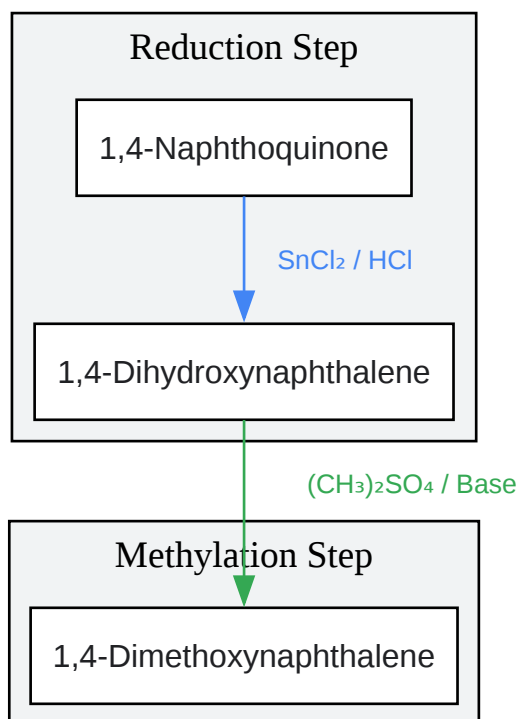 Reduction Step
1,4-Naphthoquinone
SnCl₂ / HCl
1,4-Dihydroxynaphthalene
(CH₃)₂SO₄ / Base
Methylation Step
1,4-Dimethoxynaphthalene